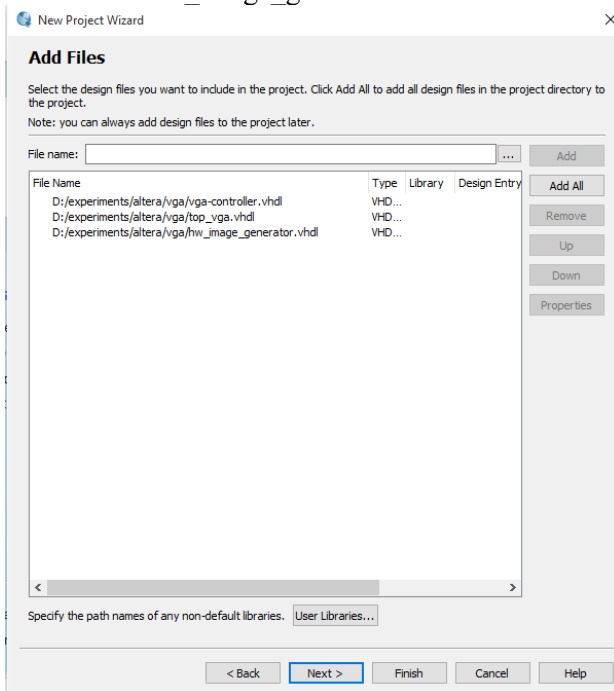 New Project Wizard
Add Files
Select the design files you want to include in the project. Click Add All to add all design files in the project directory to
the project.
Note: you can always add design files to the project later.
File name: ... Add
File Name Type Library Design Entry Add All
D:/experiments/altera/vga/vga-controller.vhdl VHD...
D:/experiments/altera/vga/top_vga.vhdl VHD... Remove
D:/experiments/altera/vga/hw_image_generator.vhdl VHD...
Up
Down
Properties
Specify the path names of any non-default libraries. User Libraries...
< Back Next > Finish Cancel Help